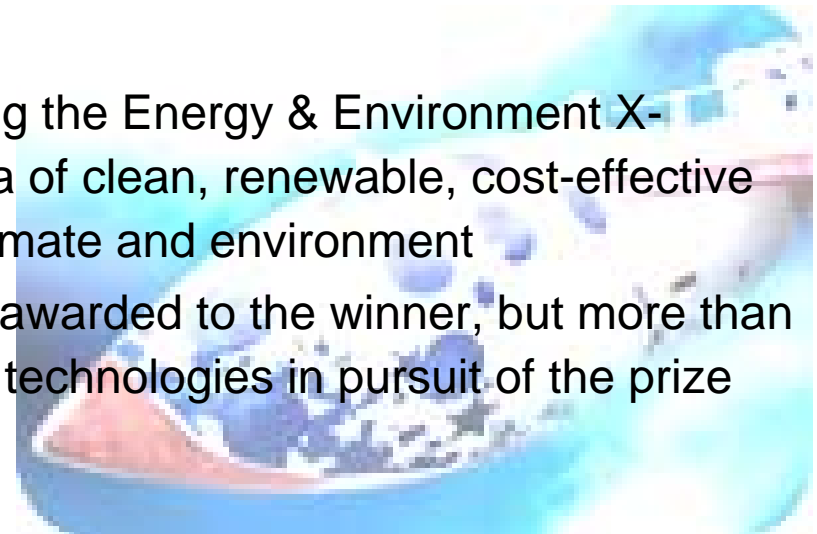 g the Energy & Environment X-
a of clean, renewable, cost-effective
mate and environment
awarded to the winner, but more than
technologies in pursuit of the prize